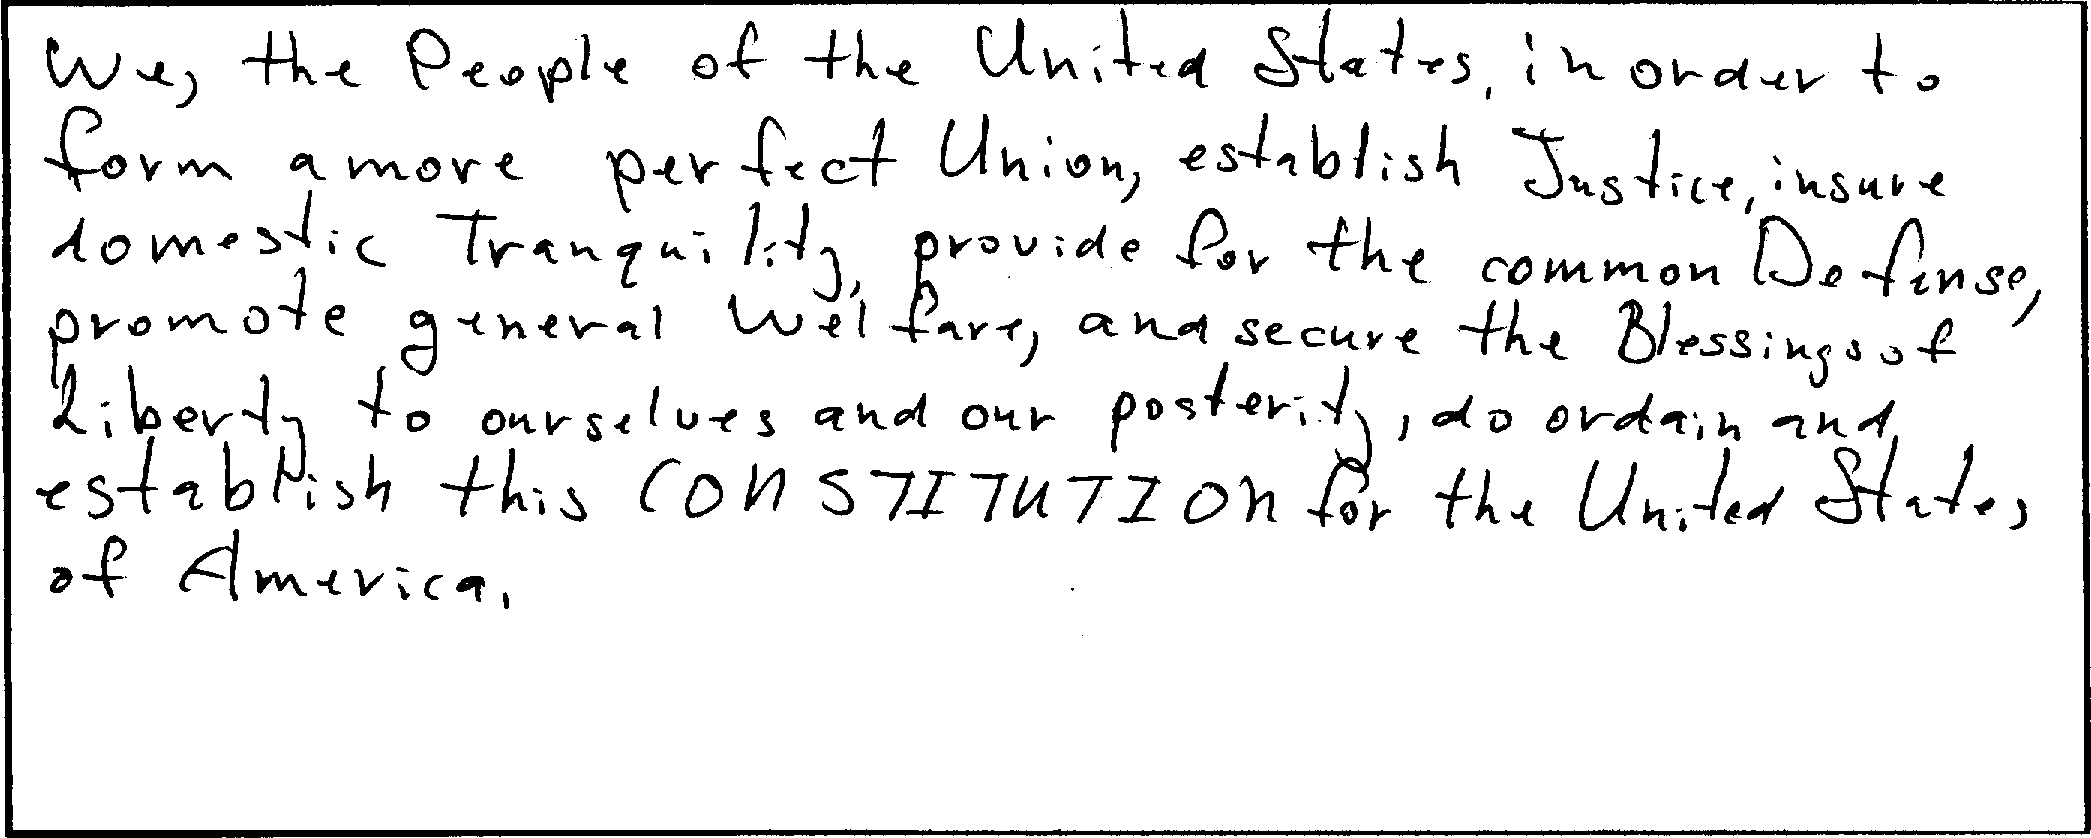 We, the People of the United States, in order to
form a more perfect Union, establish Justice, insure
domestic Tranquility, provide for the common Defense,
promote general Welfare, and secure the Blessings of
Liberty to ourselves and our posterity, do ordain and
establish this CONSTITUTION for the United States
of America.